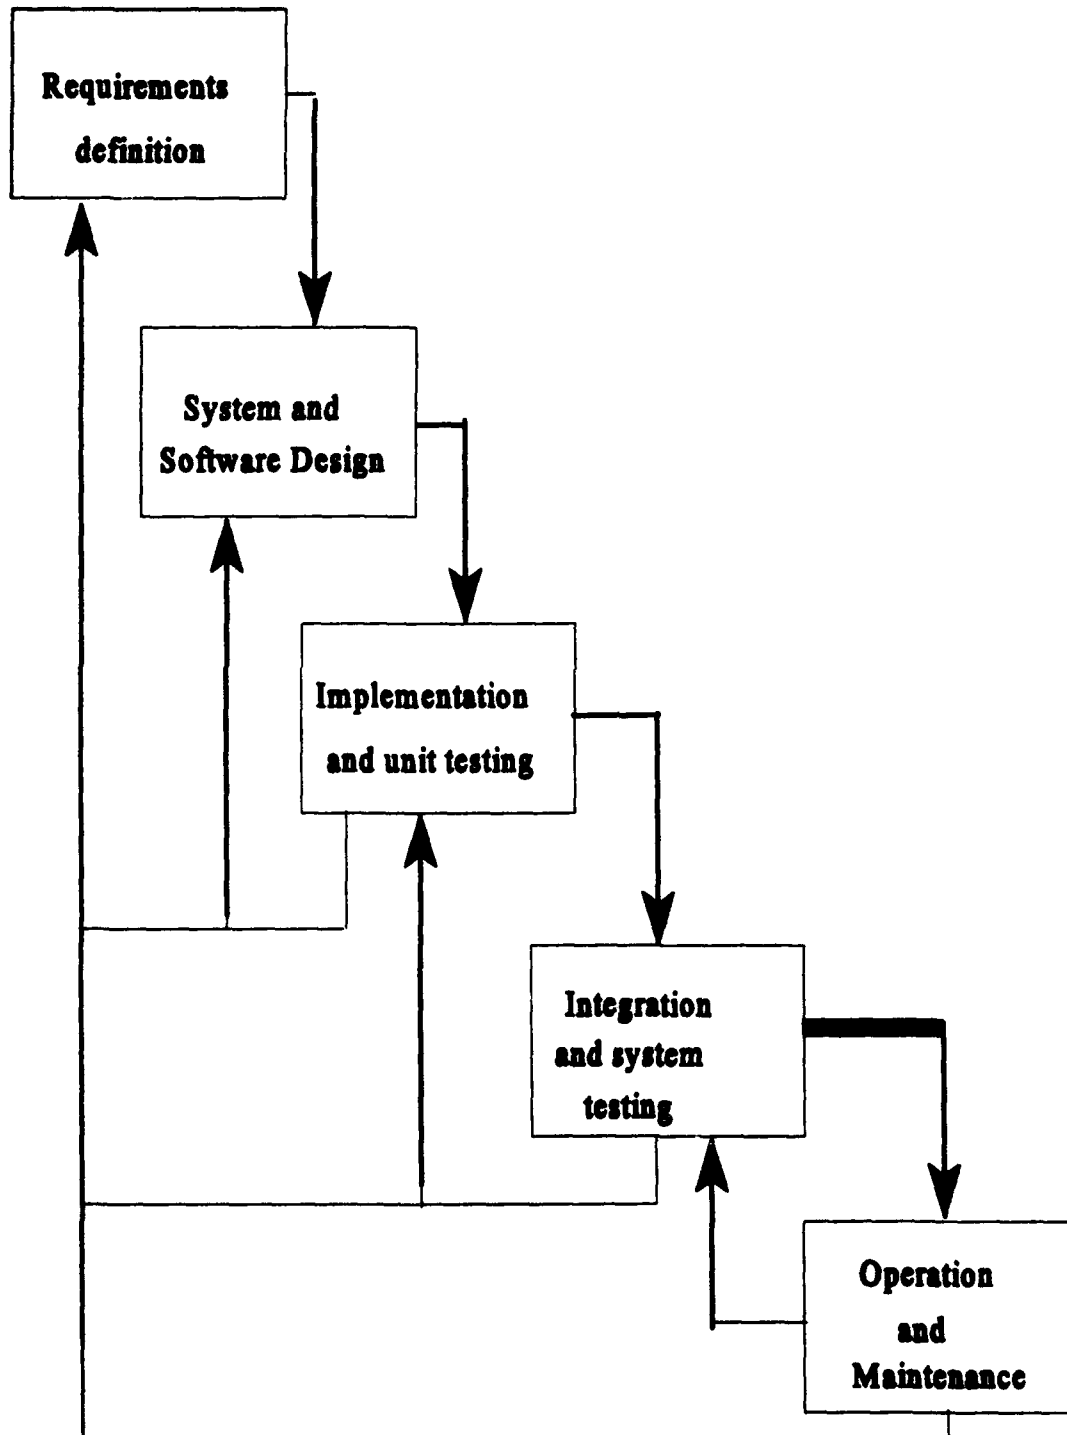 Requirements
definition
System and
Software Design
Implementation
and unit testing
Integration
and system
testing
Operation
and
Maintenance